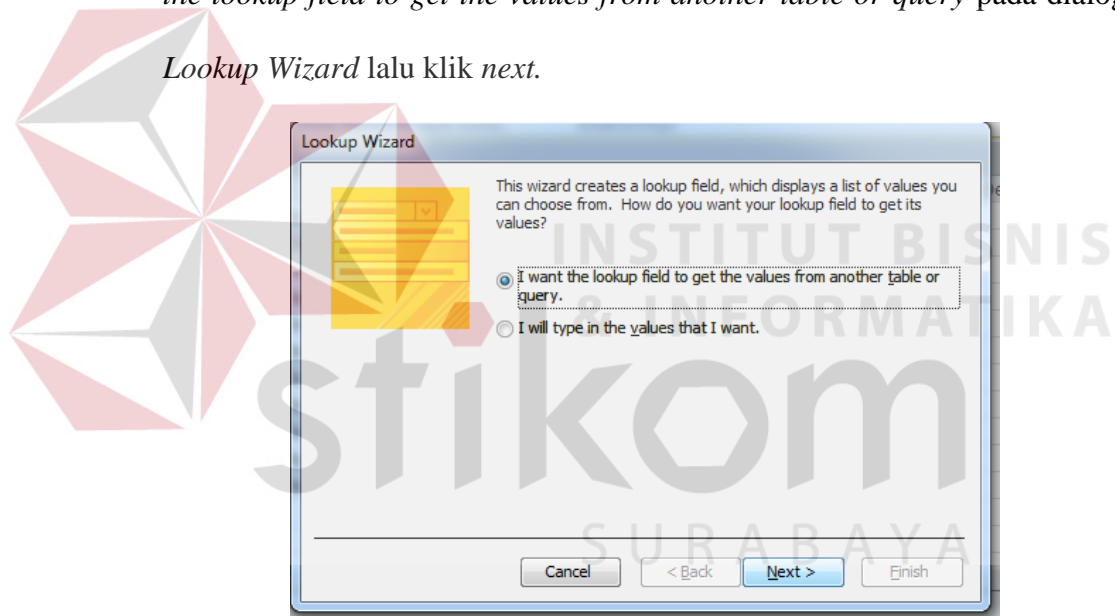 the lookup field to get the values from another table or query pada dialog
Lookup Wizard lalu klik next.
Lookup Wizard
This wizard creates a lookup field, which displays a list of values you
can choose from. How do you want your lookup field to get its
values?
I want the lookup field to get the values from another table or
query.
I will type in the values that I want.
Cancel
< Back
Next >
Finish
INSTITUT BISNIS
& INFORMATIKA
stikom
SURABAYA